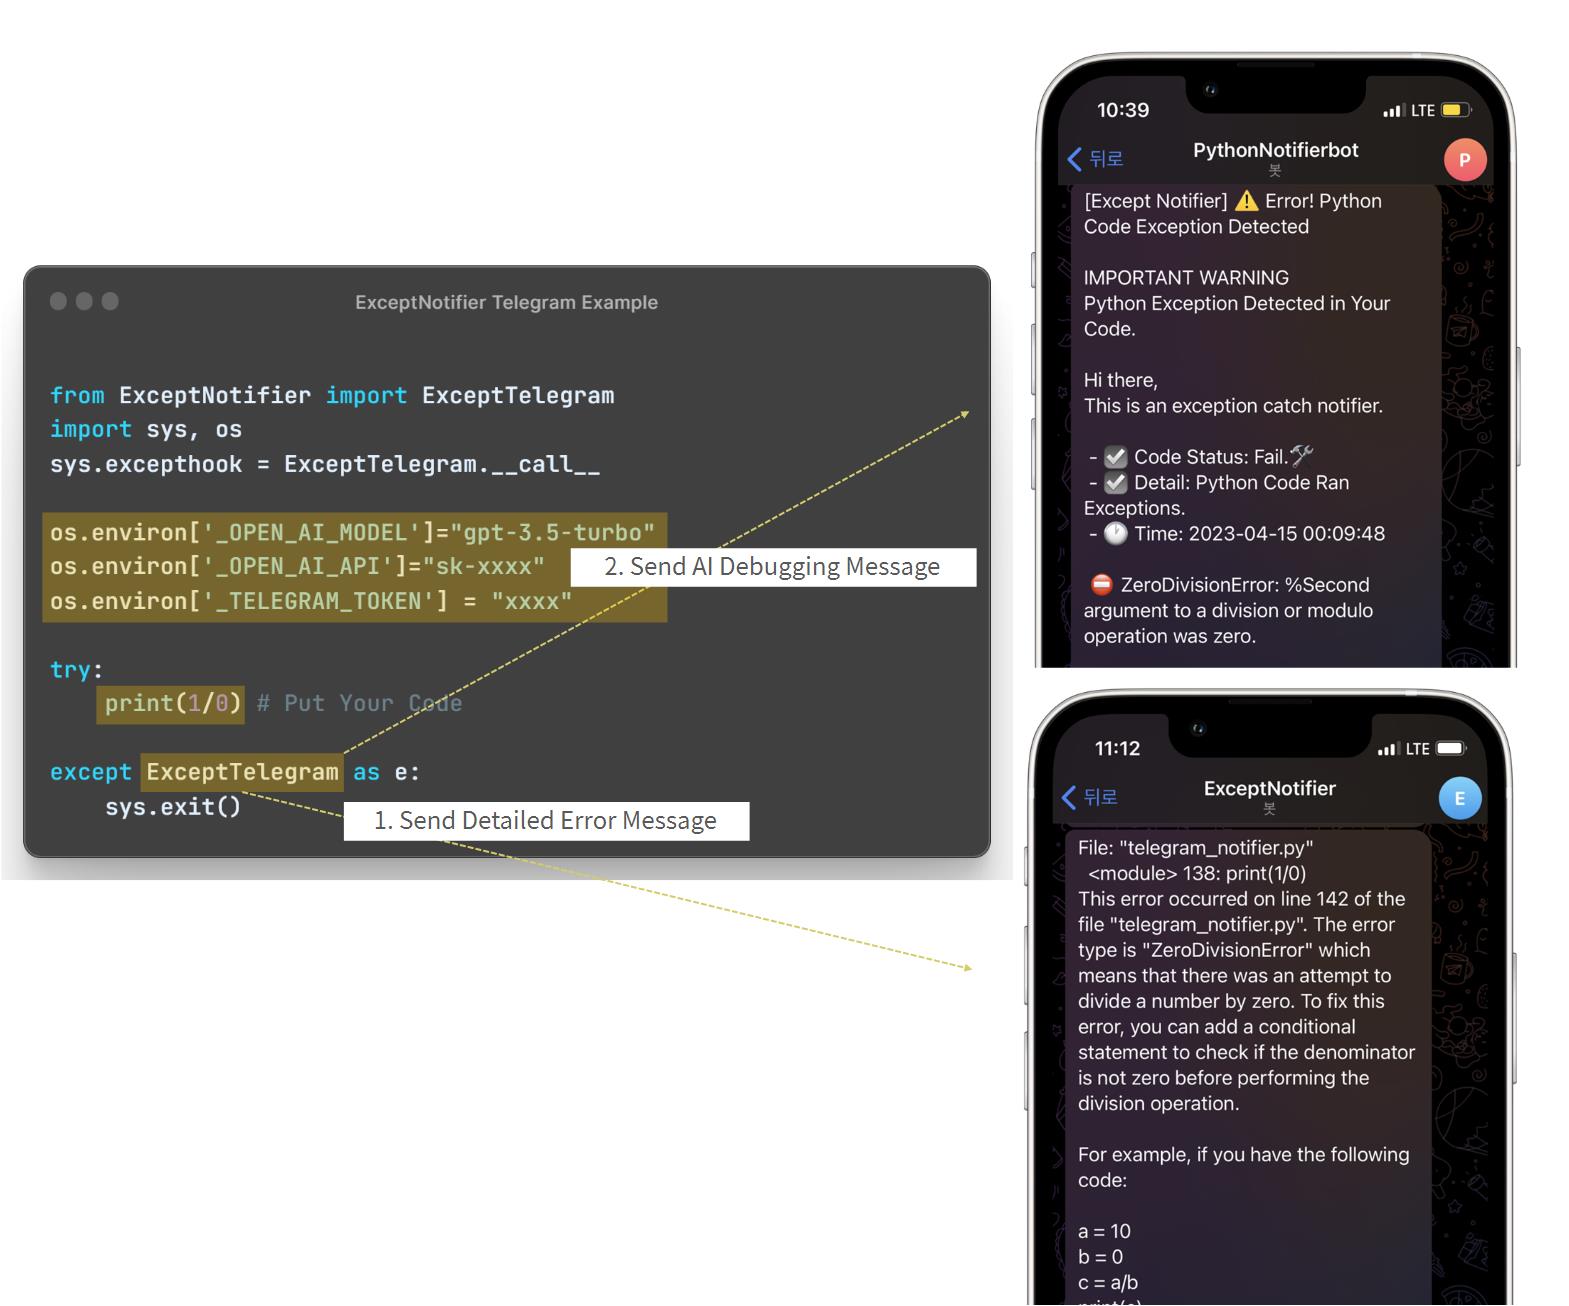 ExceptNotifier Telegram Example
from ExceptNotifier import ExceptTelegram
import sys, os
sys.excepthook = ExceptTelegram.__call__
os.environ['_OPEN_AI_MODEL']="gpt-3.5-turbo"
os.environ['_OPEN_AI_API']="sk-xxxx"
os.environ['_TELEGRAM_TOKEN'] = "xxxx"
2. Send AI Debugging Message
try:
print(1/0) # Put Your Code
except ExceptTelegram as e:
sys.exit()
1. Send Detailed Error Message
10:39
LTE
뒤로
PythonNotifierbot
봇
P
[Except Notifier] ⚠️ Error! Python
Code Exception Detected
IMPORTANT WARNING
Python Exception Detected in Your
Code.
Hi there,
This is an exception catch notifier.
- ☑️ Code Status: Fail.🛠
- ☑️ Detail: Python Code Ran
Exceptions.
- 🕐 Time: 2023-04-15 00:09:48
⛔ ZeroDivisionError: %Second
argument to a division or modulo
operation was zero.
11:12
LTE
뒤로
ExceptNotifier
봇
E
File: "telegram_notifier.py"
<module> 138: print(1/0)
This error occurred on line 142 of the
file "telegram_notifier.py". The error
type is "ZeroDivisionError" which
means that there was an attempt to
divide a number by zero. To fix this
error, you can add a conditional
statement to check if the denominator
is not zero before performing the
division operation.
For example, if you have the following
code:
a = 10
b = 0
c = a/b